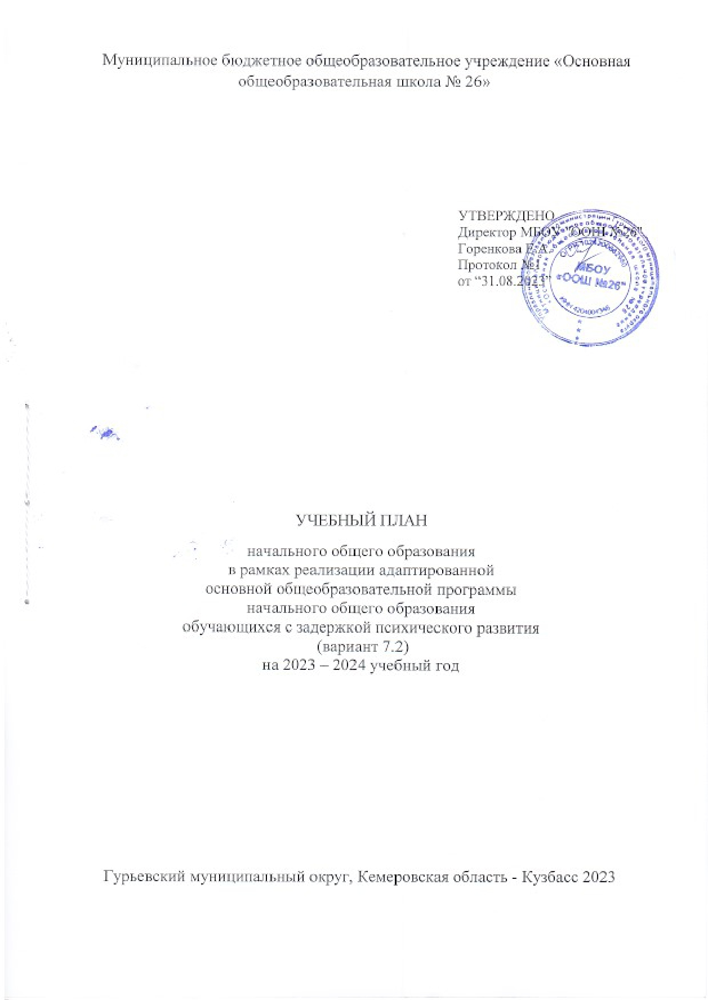 Муниципальное бюджетное общеобразовательное учреждение «Основная
общеобразовательная школа № 26»
УТВЕРЖДЕНО
Директор МБОУ "ООШ №26"
Горенкова Е.А.
Протокол №1
от “31.08.2023”
МБОУ
«ООШ №26»
УЧЕБНЫЙ ПЛАН
начального общего образования
в рамках реализации адаптированной
основной общеобразовательной программы
начального общего образования
обучающихся с задержкой психического развития
(вариант 7.2)
на 2023 – 2024 учебный год
Гурьевский муниципальный округ, Кемеровская область - Кузбасс 2023